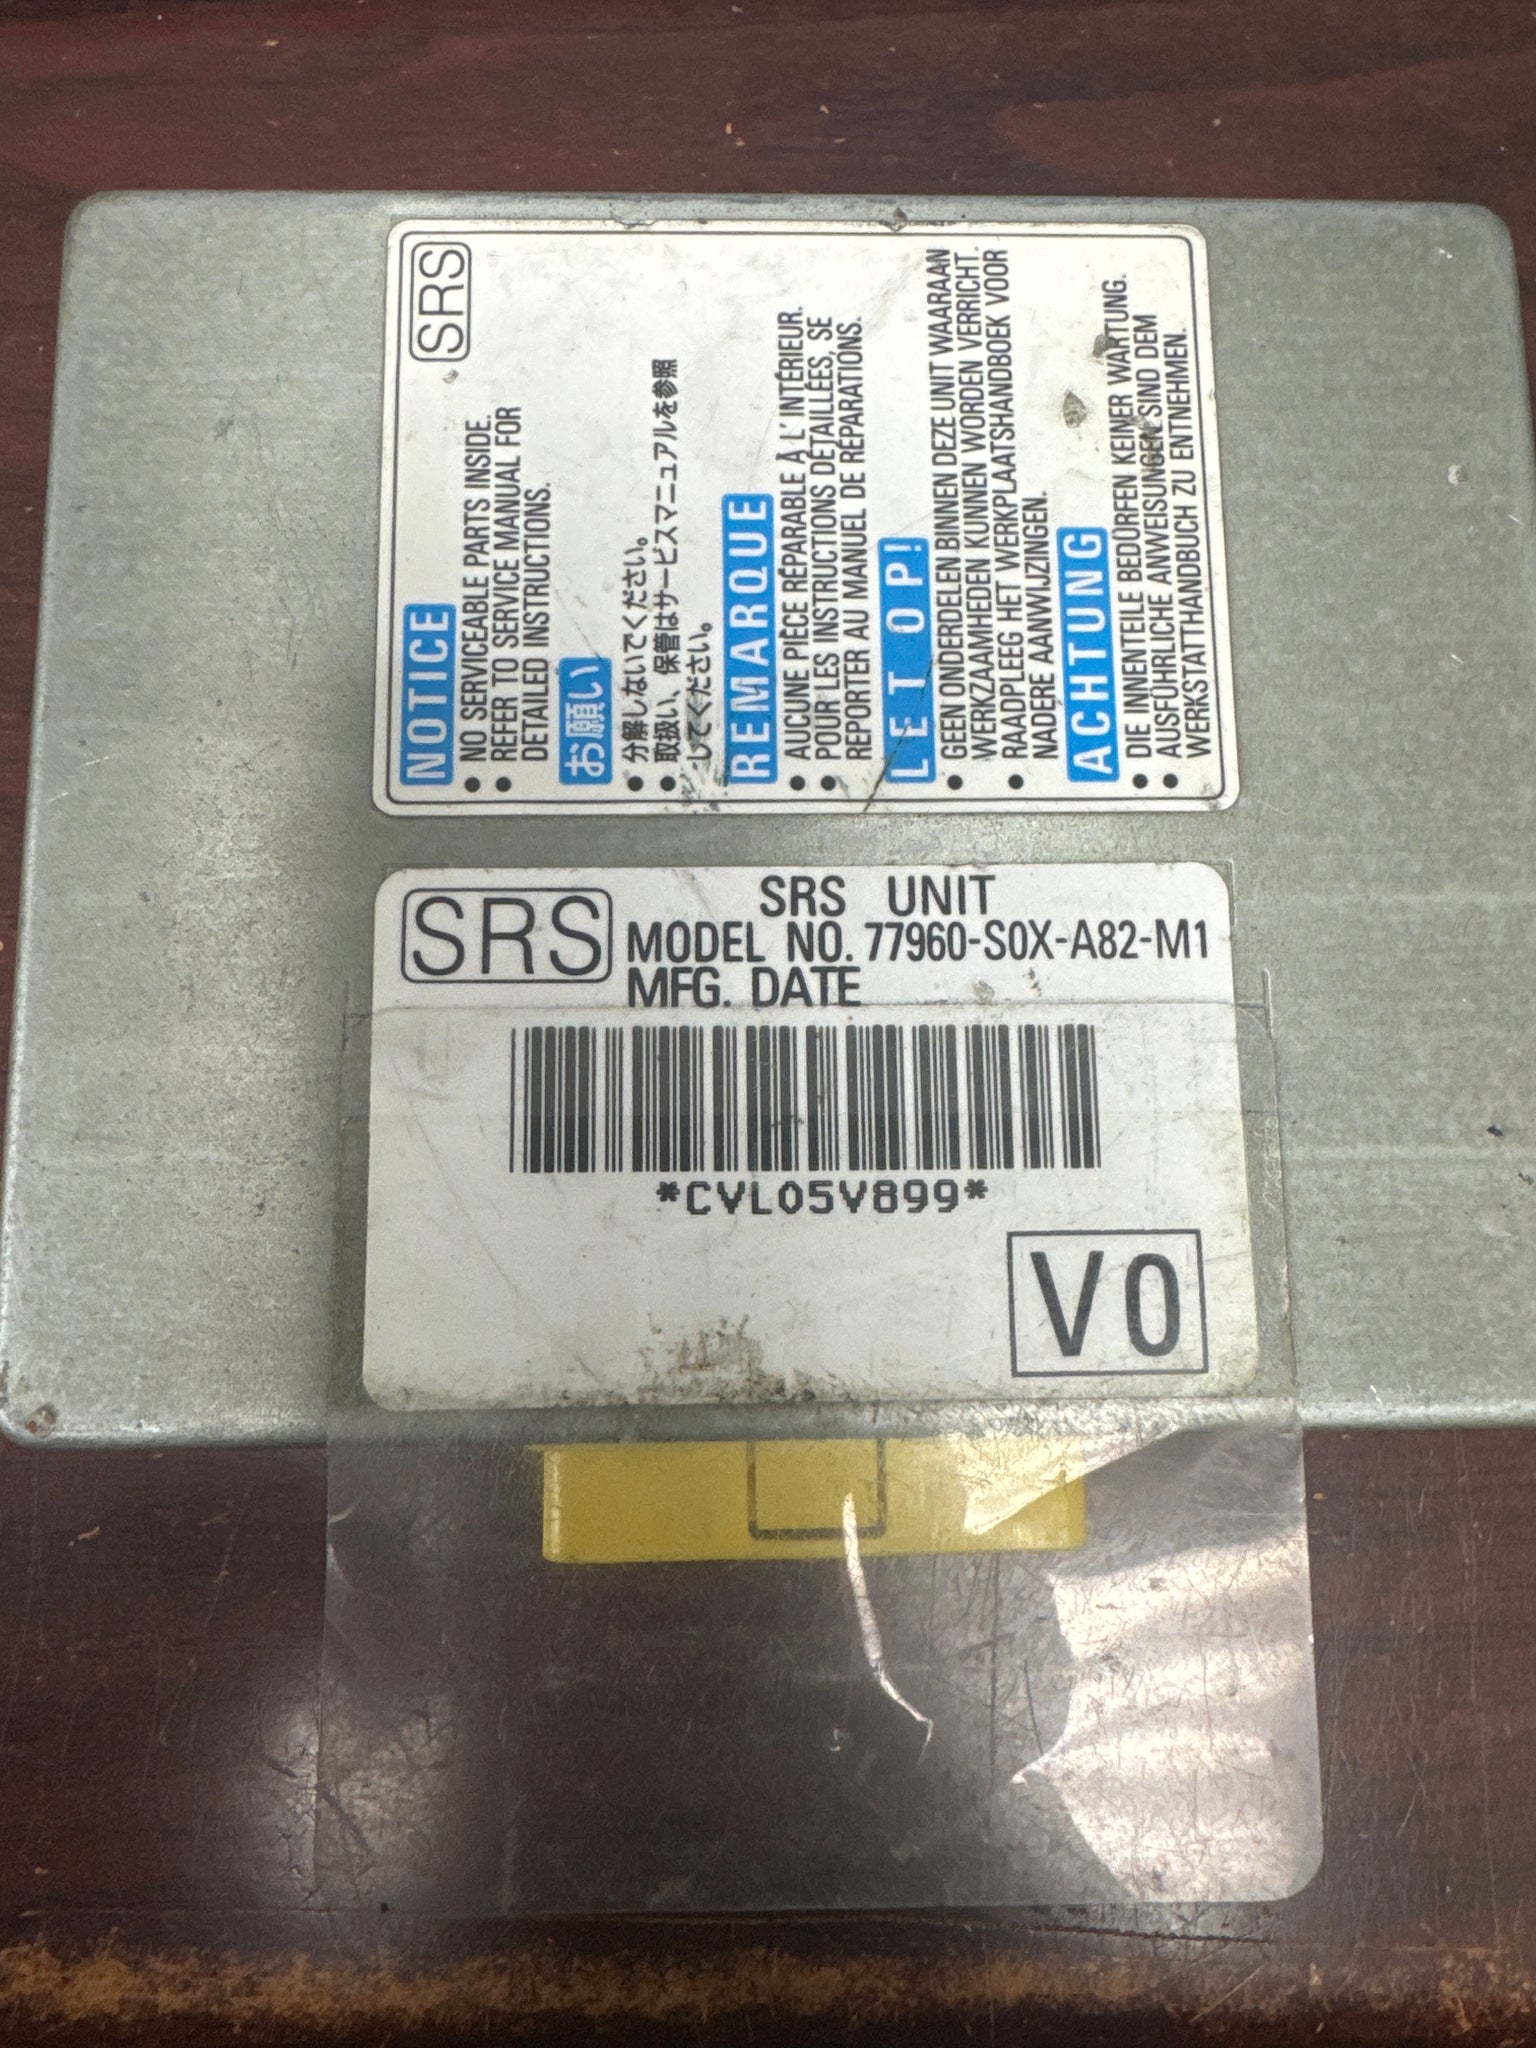 SRS
NOTICE
● NO SERVICEABLE PARTS INSIDE.
● REFER TO SERVICE MANUAL FOR
DETAILED INSTRUCTIONS.
お願い
● 分解しないでください。
● 取扱い、保管はサービスマニュアルを参照
してください。
REMARQUE
● AUCUNE PIÈCE RÉPARABLE À L'INTÉRIEUR.
● POUR LES INSTRUCTIONS DÉTAILLÉES, SE
REPORTER AU MANUEL DE RÉPARATIONS.
LET OP!
● GEEN ONDERDELEN BINNEN DEZE UNIT WAARAAN
WERKZAAMHEDEN KUNNEN WORDEN VERRICHT.
● RAADPLEEG HET WERKPLAATSHANDBOEK VOOR
NADERE AANWIJZINGEN.
ACHTUNG
● DIE INNENTEILE BEDÜRFEN KEINER WARTUNG.
● AUSFÜHRLICHE ANWEISUNGEN SIND DEM
WERKSTATTHANDBUCH ZU ENTNEHMEN.
SRS
SRS UNIT
MODEL NO. 77960-S0X-A82-M1
MFG. DATE
*CVL05V899*
V0